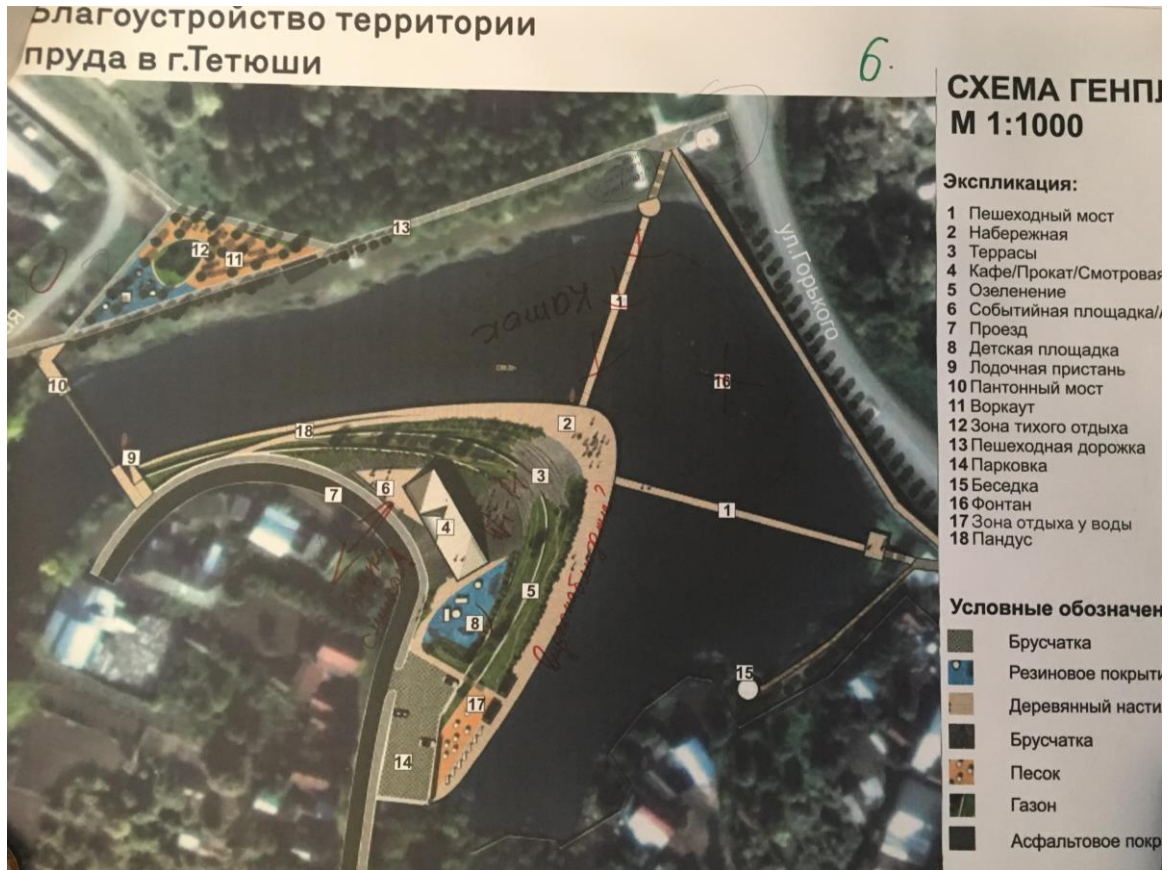 Благоустройство территории
пруда в г.Тетюши
6.
СХЕМА ГЕНПЛ
М 1:1000
Экспликация:
1 Пешеходный мост
2 Набережная
3 Террасы
4 Кафе/Прокат/Смотровая
5 Озеленение
6 Событийная площадка/
7 Проезд
8 Детская площадка
9 Лодочная пристань
10 Пантонный мост
11 Воркаут
12 Зона тихого отдыха
13 Пешеходная дорожка
14 Парковка
15 Беседка
16 Фонтан
17 Зона отдыха у воды
18 Пандус
Условные обозначен
Брусчатка
Резиновое покрыти
Деревянный насти
Брусчатка
Песок
Газон
Асфальтовое покр
13
12
11
ул.Горького
1
Каток
16
10
2
18
9
3
6
7
4
1
5
8
15
17
14